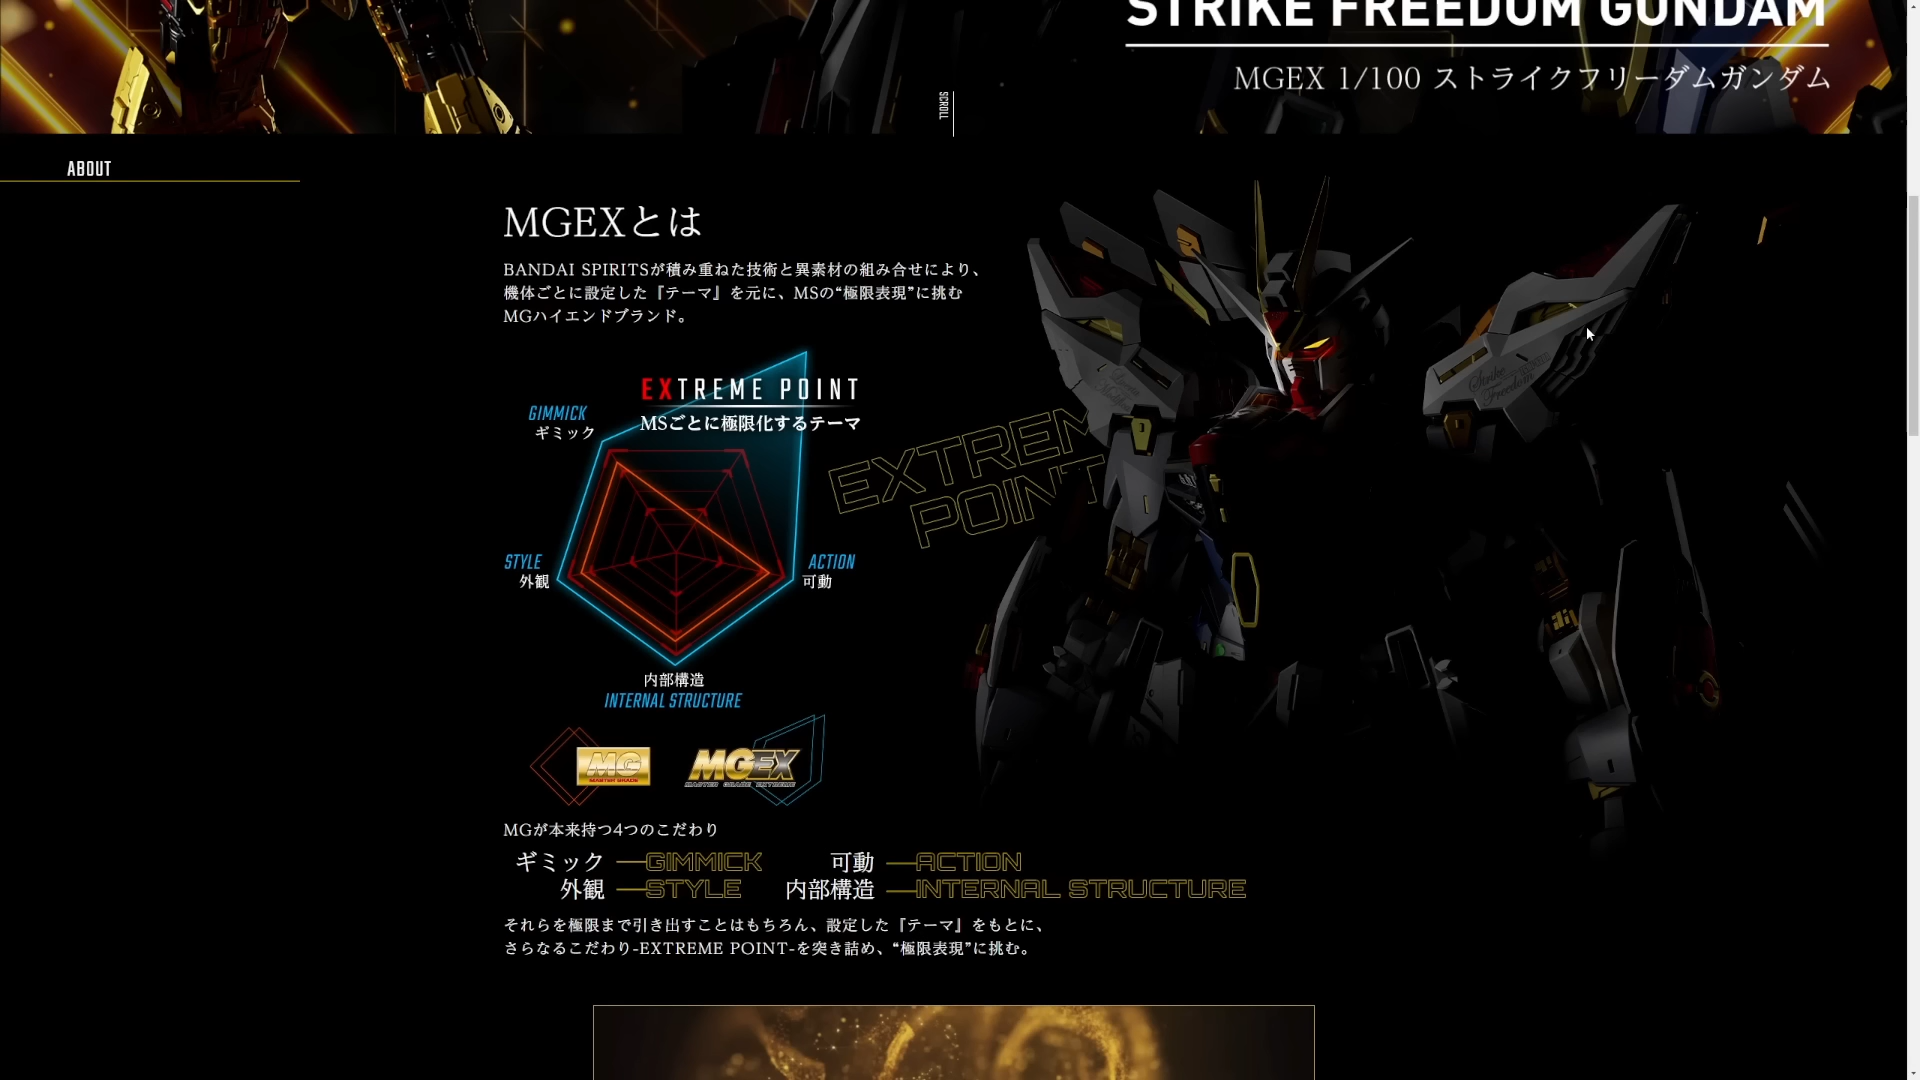 STRIKE FREEDOM GUNDAM
MGEX 1/100 ストライクフリーダムガンダム
SCROLL
ABOUT
MGEXとは
BANDAI SPIRITSが積み重ねた技術と異素材の組み合せにより、
機体ごとに設定した『テーマ』を元に、MSの“極限表現”に挑む
MGハイエンドブランド。
EXTREME POINT
MSごとに極限化するテーマ
GIMMICK
ギミック
STYLE
外観
ACTION
可動
内部構造
INTERNAL STRUCTURE
EXTREM
POINT
Strike
Freedom
MG
MASTER GRADE
MGEX
MASTER GRADE EXTREME
MGが本来持つ4つのこだわり
ギミック GIMMICK 可動 ACTION
外観 STYLE 内部構造 INTERNAL STRUCTURE
それらを極限まで引き出すことはもちろん、設定した『テーマ』をもとに、
さらなるこだわり-EXTREME POINT-を突き詰め、“極限表現”に挑む。